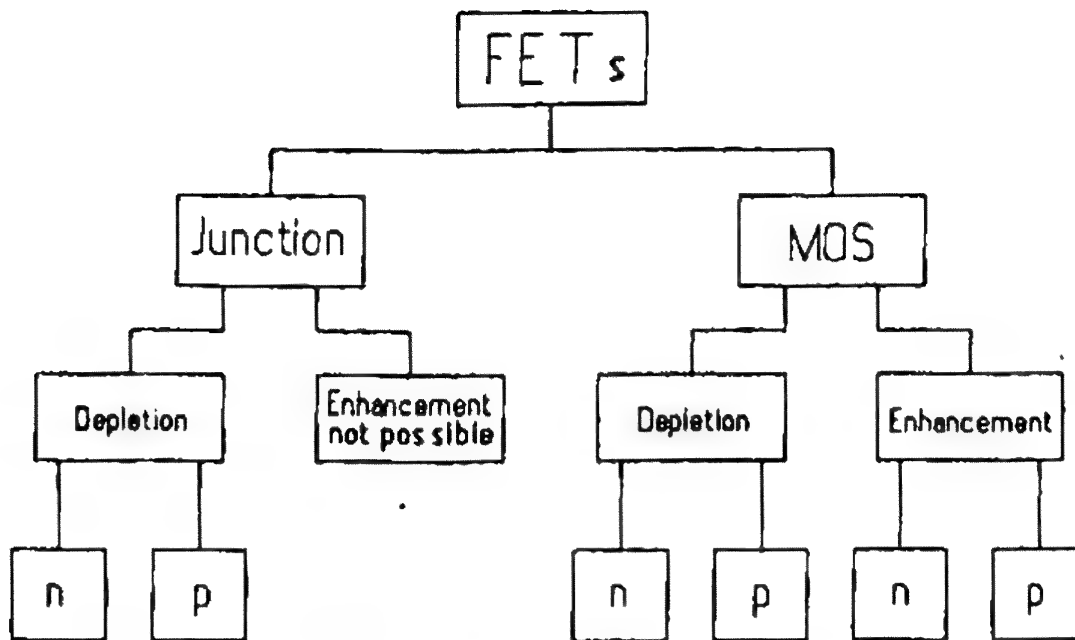 FETs
Junction
MOS
Depletion
Enhancement
not possible
Depletion
Enhancement
n
p
n
p
n
p